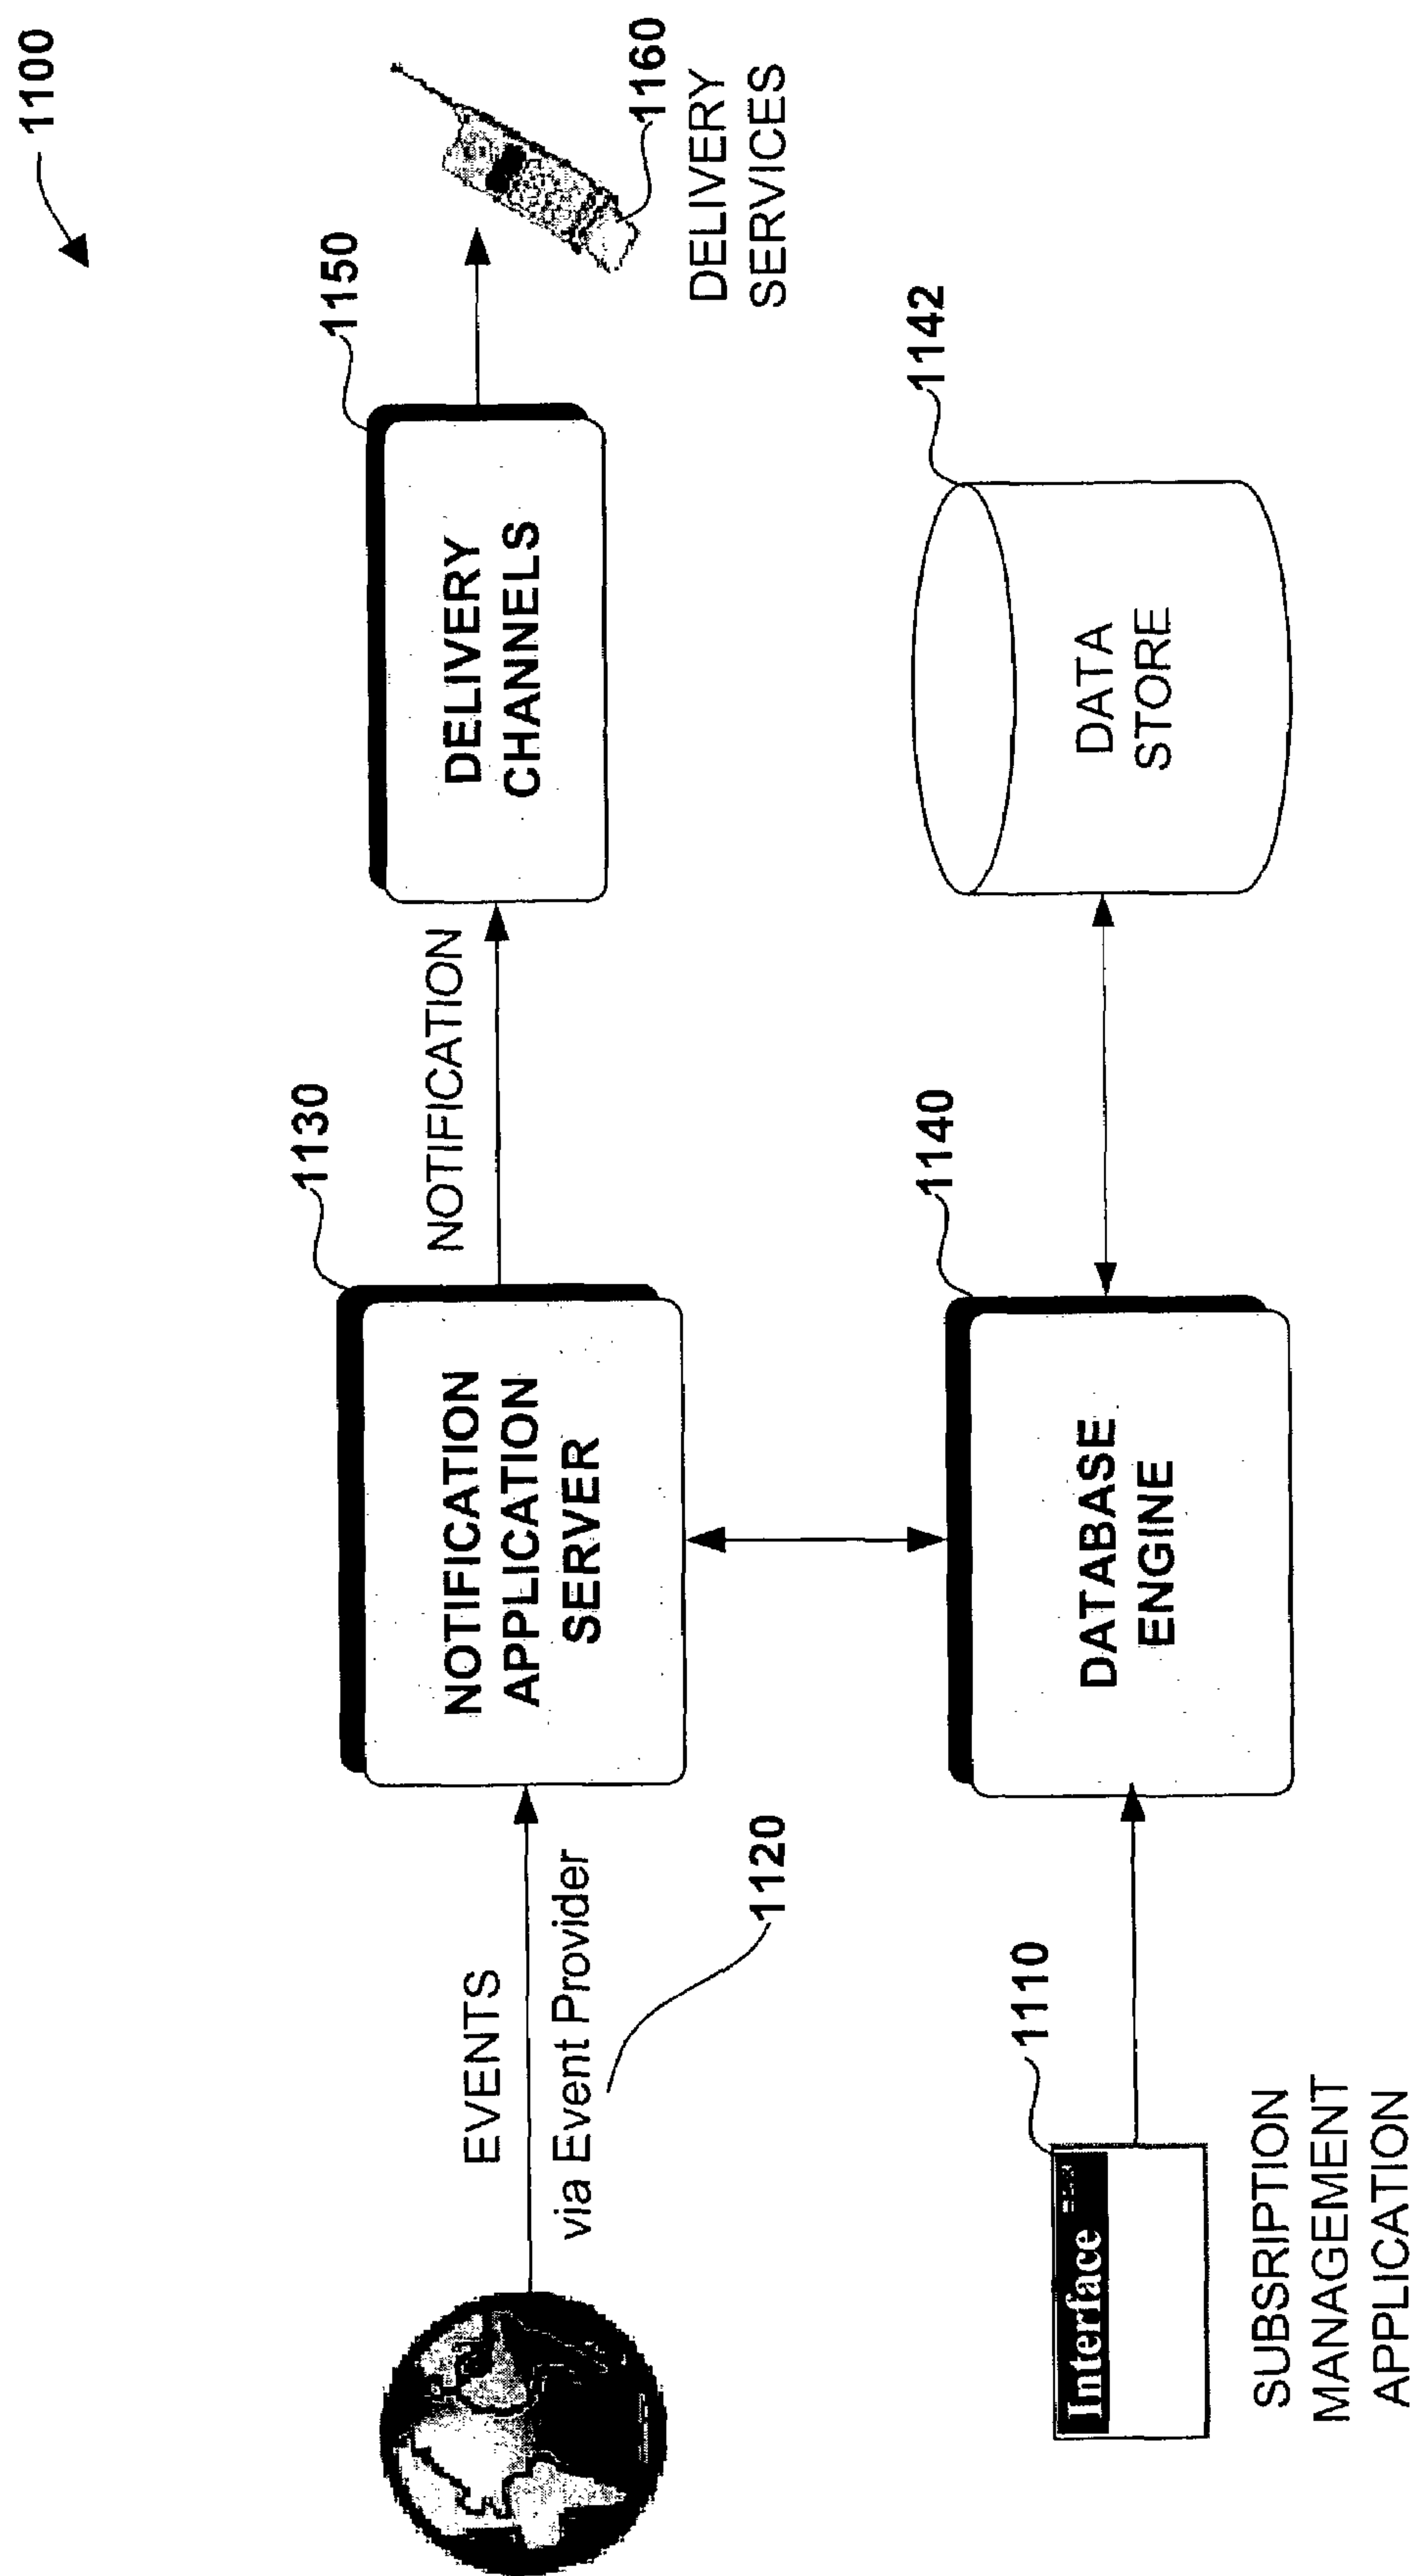 1100
1150
1160
DELIVERY
SERVICES
DELIVERY
CHANNELS
NOTIFICATION
1130
NOTIFICATION
APPLICATION
SERVER
EVENTS
via Event Provider
1120
1142
DATA
STORE
1140
DATABASE
ENGINE
1110
Interface
SUBSRIPTION
MANAGEMENT
APPLICATION